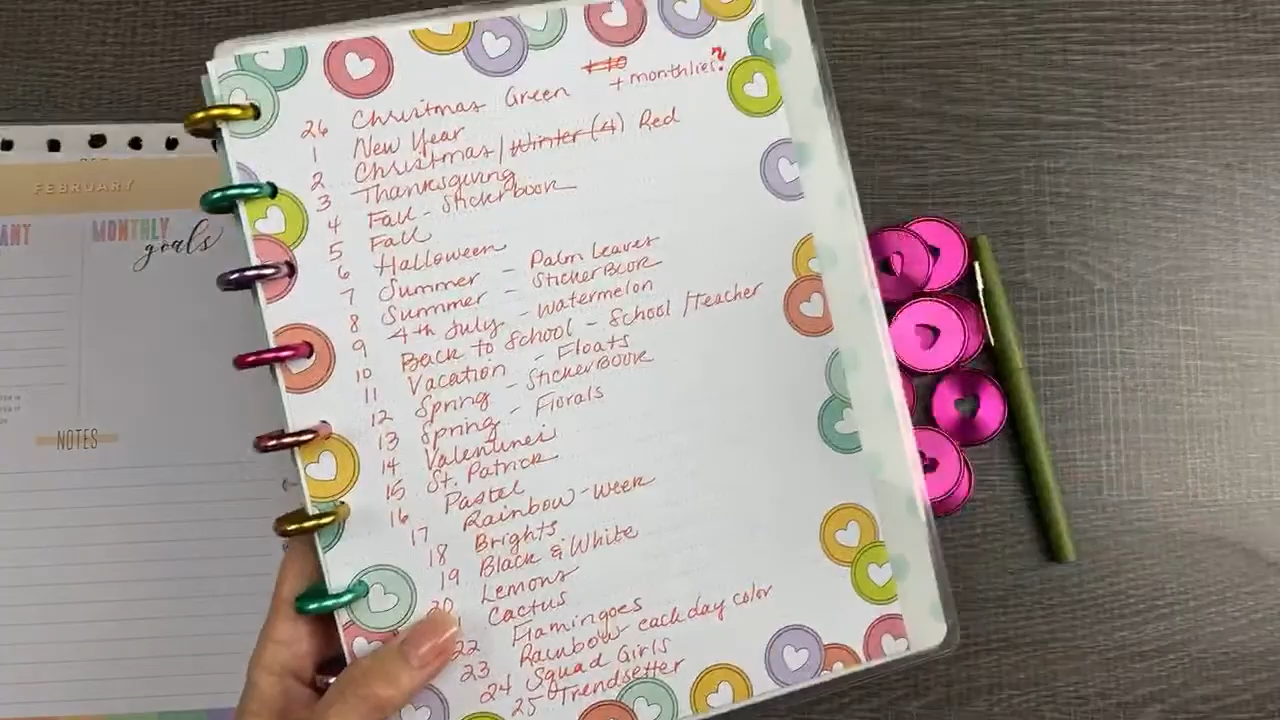 FEBRUARY
ANT
MONTHLY
goals
NOTES
+10
+ monthlies?
26 Christmas Green
1 New Year
2 Christmas/Winter (4) Red
3 Thanksgiving
4 Fall - Stickerbook
5 Fall
6 Halloween
7 Summer - Palm Leaves
8 Summer - Stickerbook
9 4th July - Watermelon
10 Back to School - School/Teacher
11 Vacation - Floats
12 Spring - Stickerbook
13 Spring - Florals
14 Valentines
15 St. Patrick
16 Pastel
17 Rainbow-Week
18 Brights
19 Black & White
20 Lemons
Cactus
22 Flamingoes
23 Rainbow each day color
24 Squad Girls
25 Trendsetter